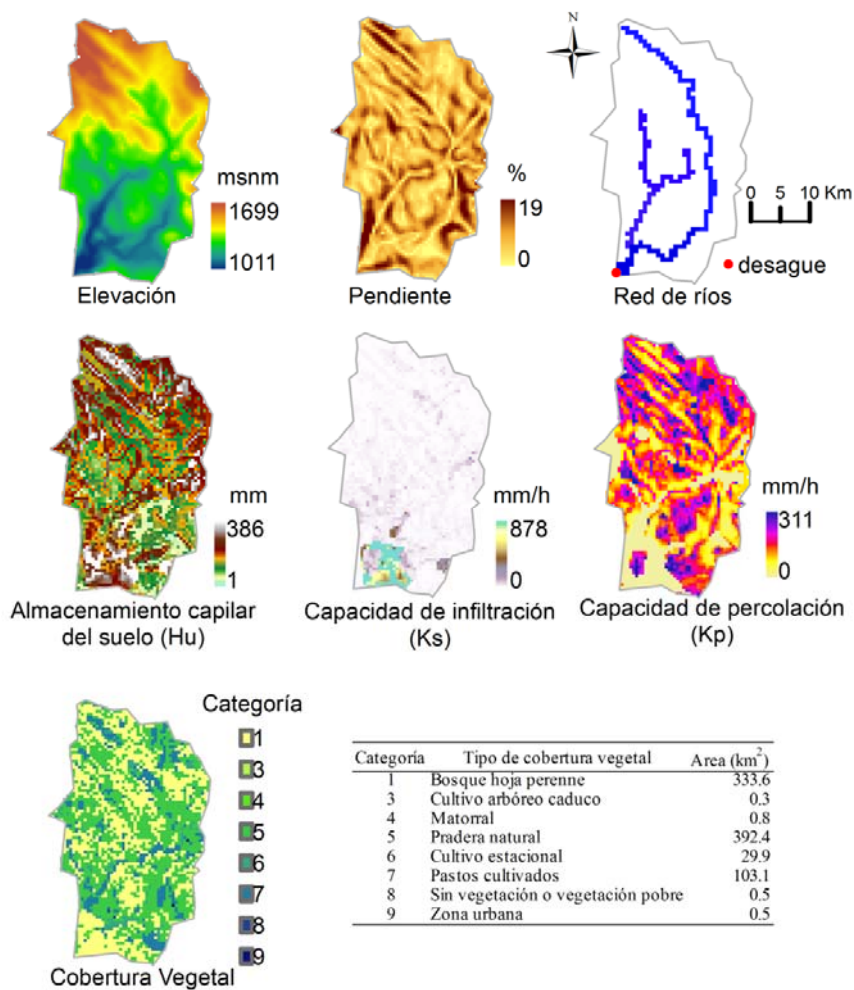 N
msnm
1699
1011
Elevación
%
19
0
Pendiente
0 5 10 Km
desague
Red de ríos
mm
386
1
Almacenamiento capilar
del suelo (Hu)
mm/h
878
0
Capacidad de infiltración
(Ks)
mm/h
311
0
Capacidad de percolación
(Kp)
Categoría
1
3
4
5
6
7
8
9
Cobertura Vegetal
Categoría Tipo de cobertura vegetal Area (km²)
1 Bosque hoja perenne 333.6
3 Cultivo arbóreo caduco 0.3
4 Matorral 0.8
5 Pradera natural 392.4
6 Cultivo estacional 29.9
7 Pastos cultivados 103.1
8 Sin vegetación o vegetación pobre 0.5
9 Zona urbana 0.5